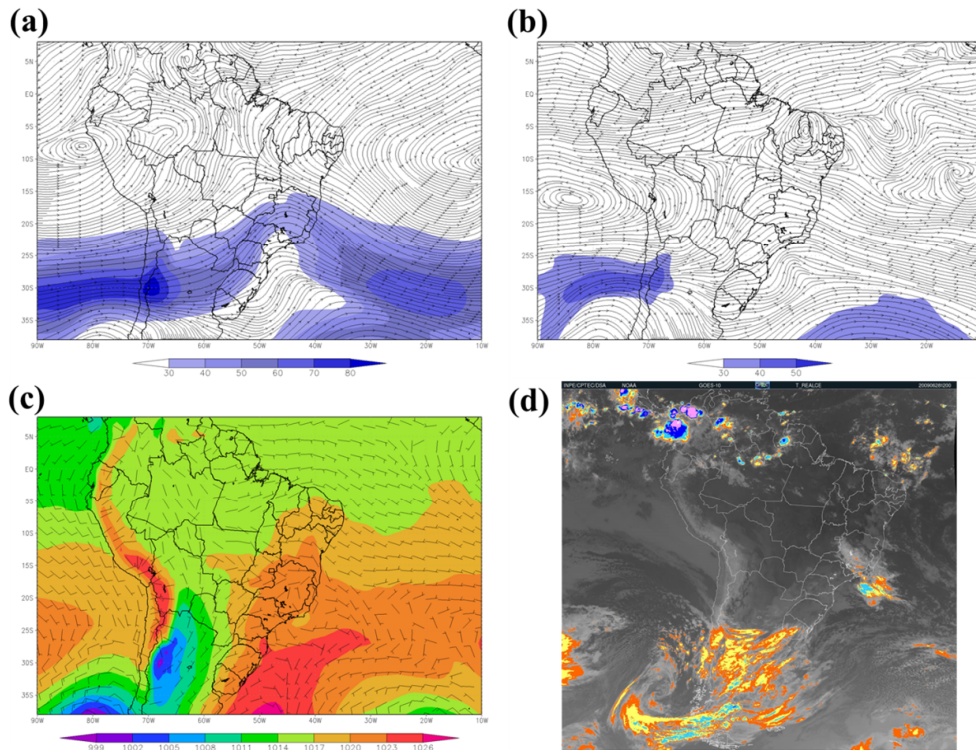 (a)
5N
EQ
5S
10S
15S
20S
25S
30S
35S
90W 80W 70W 60W 50W 40W 30W 20W 10W
30 40 50 60 70 80
(b)
5N
EQ
5S
10S
15S
20S
25S
30S
35S
90W 80W 70W 60W 50W 40W 30W 20W
30 40 50
(c)
5N
EQ
5S
10S
15S
20S
25S
30S
35S
90W 80W 70W 60W 50W 40W 30W 20W 10W
999 1002 1005 1008 1011 1014 1017 1020 1023 1026
(d)
INPE/CPTEC/DSA NOAA GOES-10 T_REALCE 200906281200